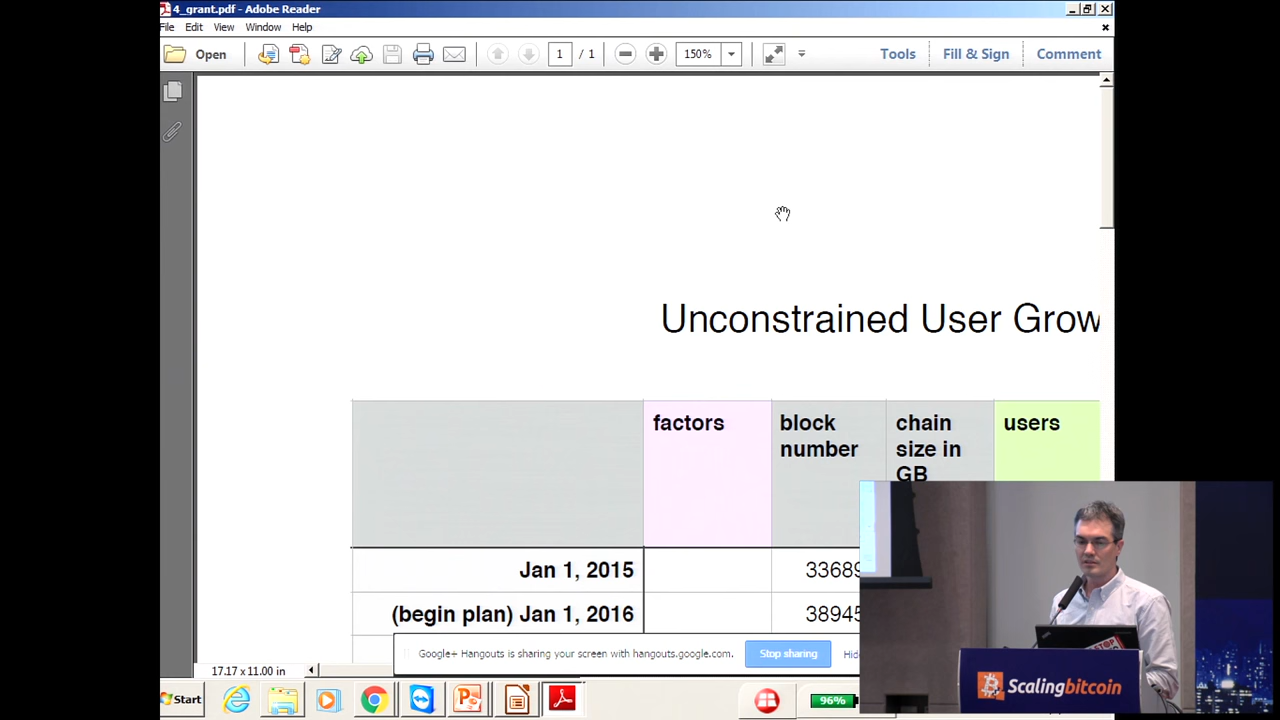 4_grant.pdf - Adobe Reader
File Edit View Window Help
Open 1 / 1 150% Tools Fill & Sign Comment
Unconstrained User Grow
factors
block number
chain size in GB
users
Jan 1, 2015 33689
(begin plan) Jan 1, 2016 38945
Google+ Hangouts is sharing your screen with hangouts.google.com. Stop sharing Hide
17.17 x 11.00 in
Start 96%
Scalingbitcoin